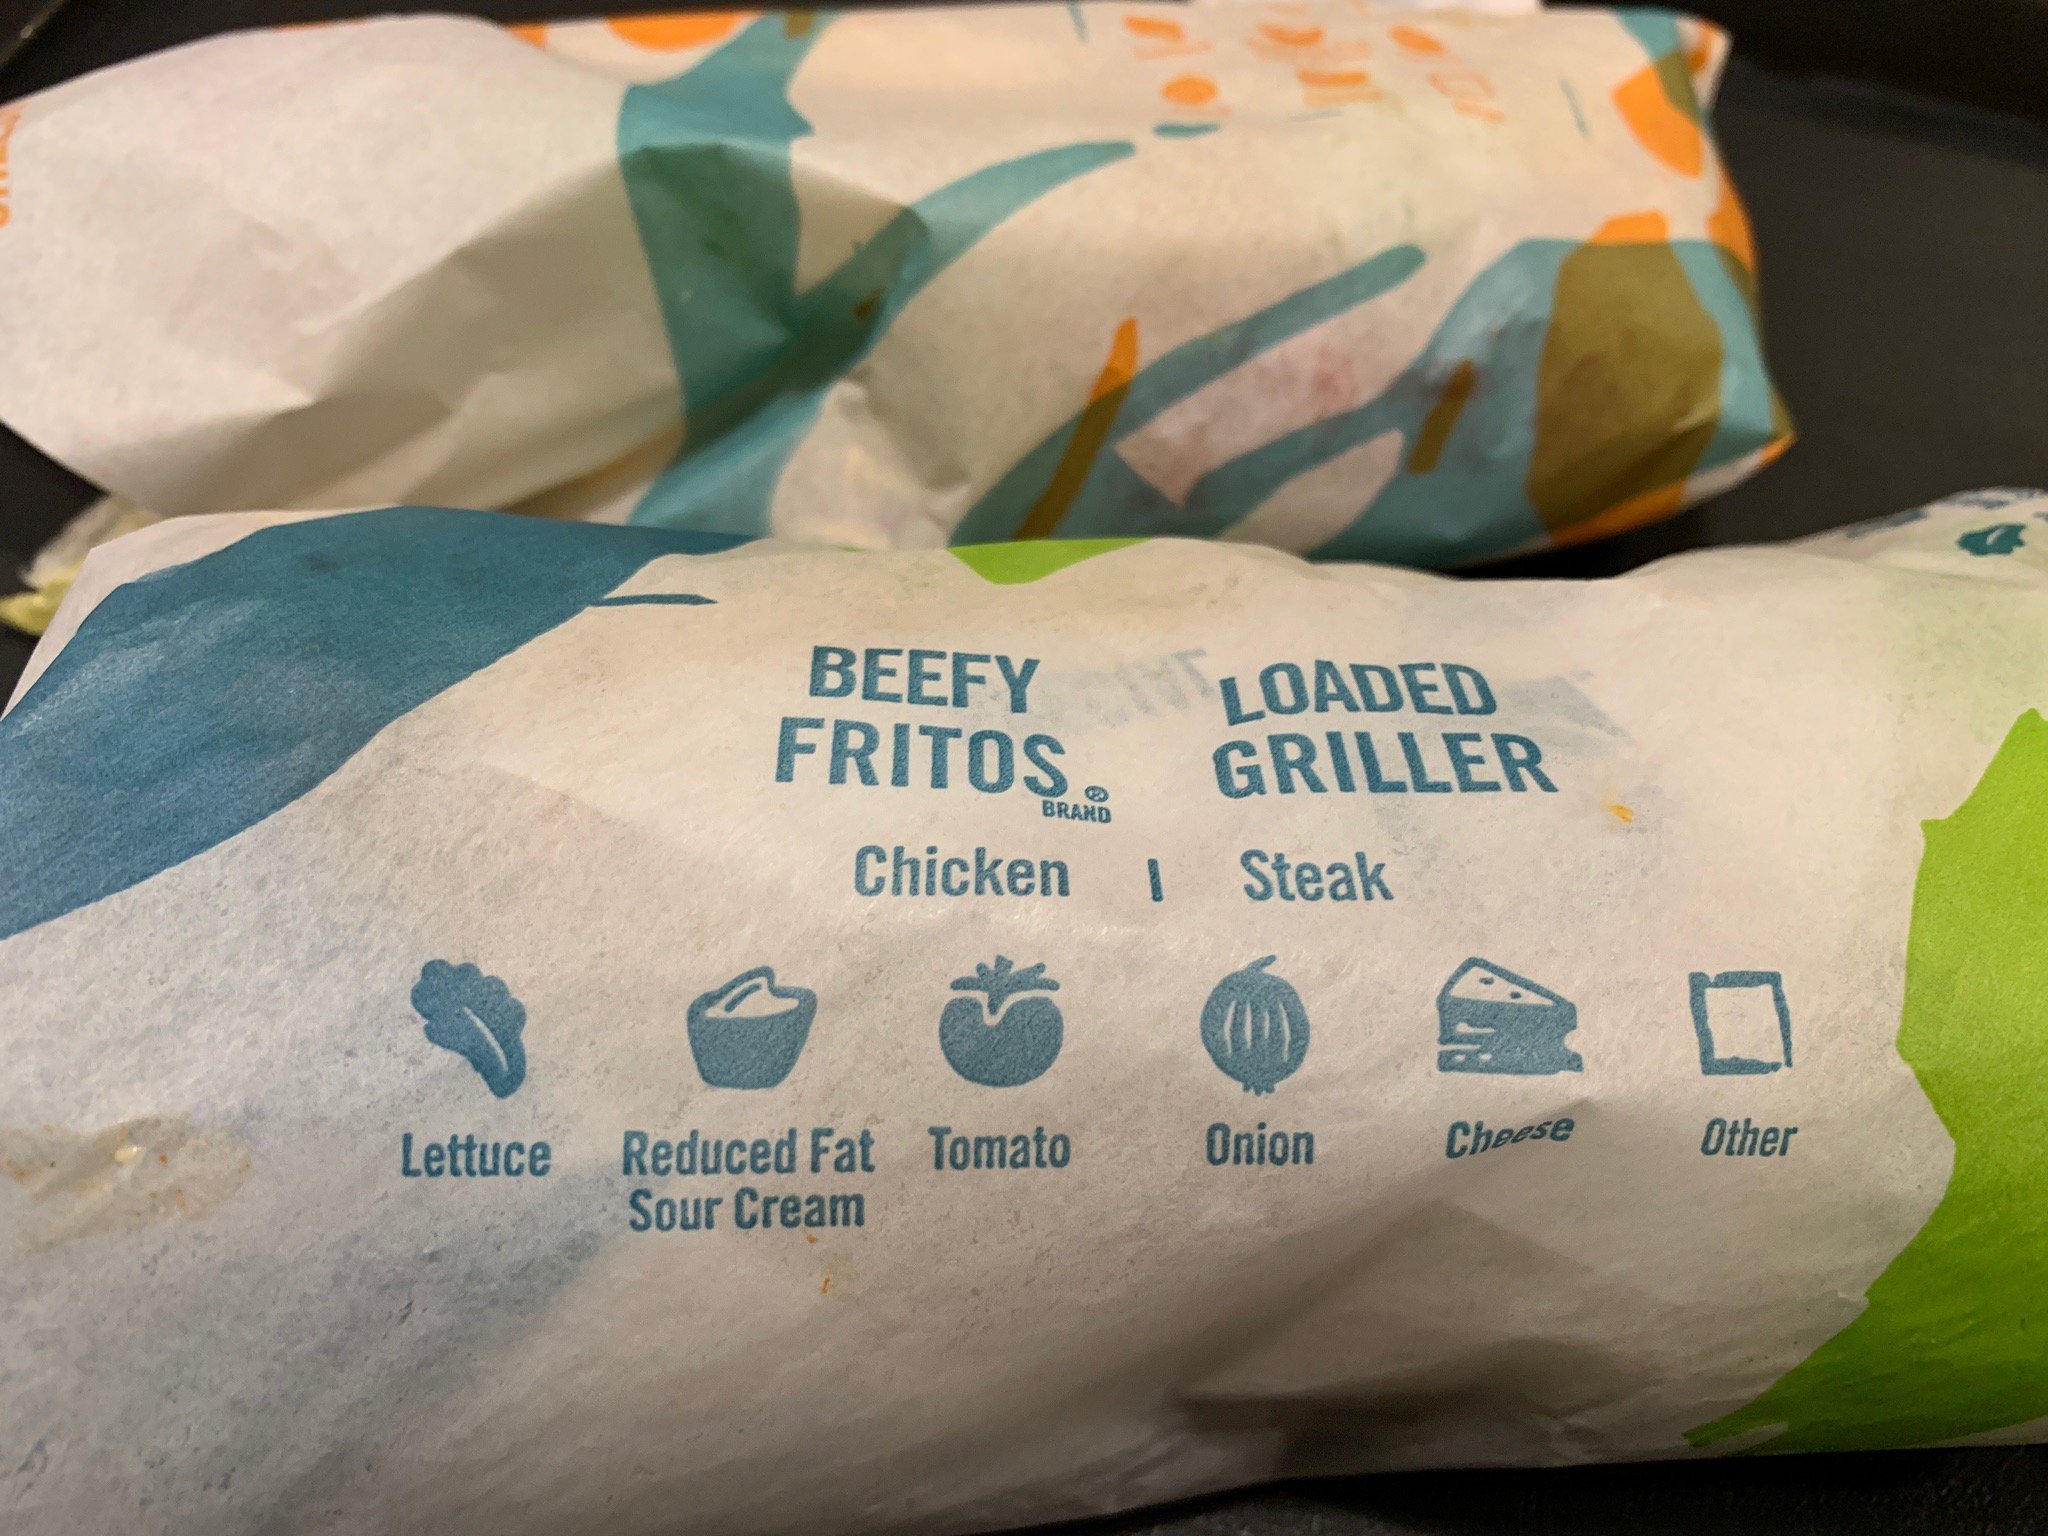 BEEFY LOADED
FRITOS® GRILLER
BRAND
Chicken | Steak
Lettuce Reduced Fat Tomato Onion Cheese Other
Sour Cream